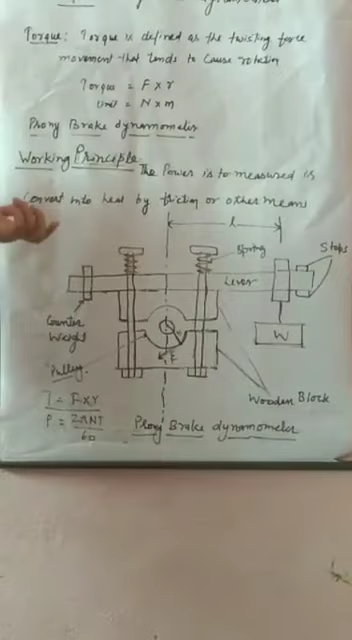 Torque: Torque is defined as the twisting force
movement that tends to cause rotation
Torque = F x r
Unit = N x m
Prony Brake dynamometer
Working Principle
The Power is to measured is
Convert into heat by friction or other means
l
Spring
Stops
Lever
Counter
Weight
W
F
Pulley
Wooden Block
T = F x r
P = 2πNT
60
Prony Brake dynamometer